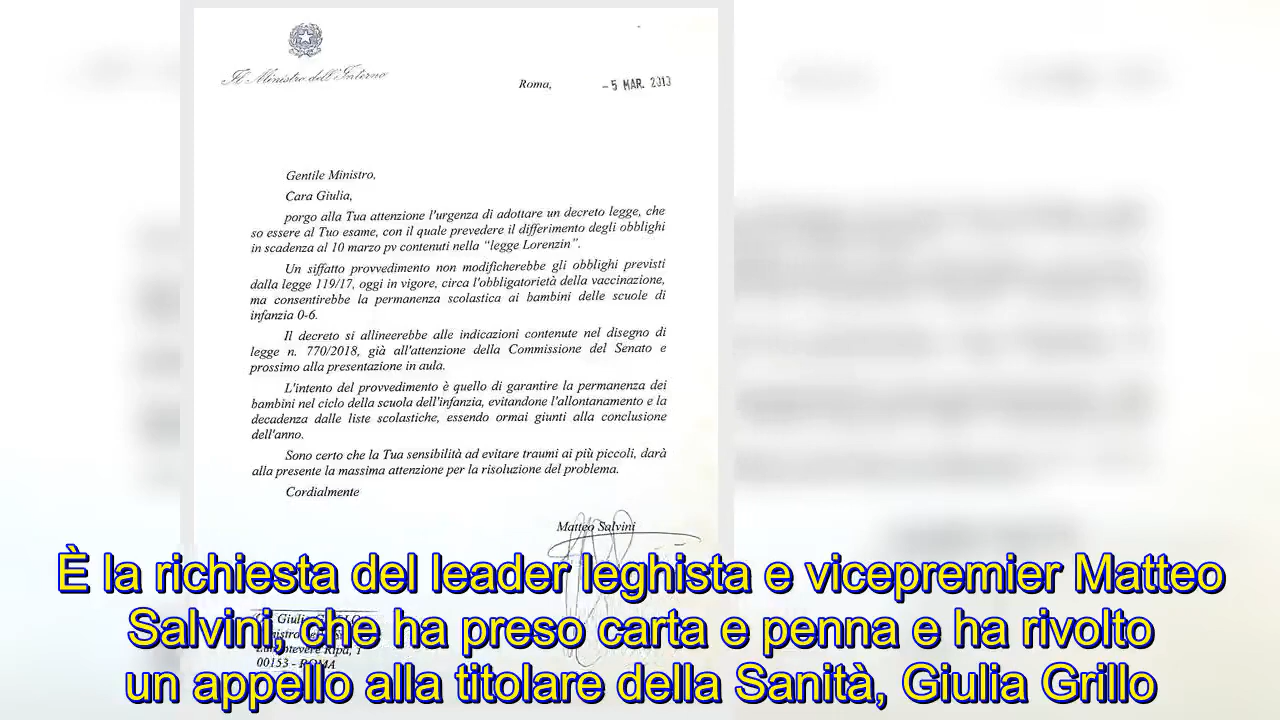 Il Ministro dell'Interno
Roma, - 5 MAR. 2019
Gentile Ministro,
Cara Giulia,
porgo alla Tua attenzione l'urgenza di adottare un decreto legge, che
so essere al Tuo esame, con il quale prevedere il differimento degli obblighi
in scadenza al 10 marzo pv contenuti nella “legge Lorenzin”.
Un siffatto provvedimento non modificherebbe gli obblighi previsti
dalla legge 119/17, oggi in vigore, circa l'obbligatorietà della vaccinazione,
ma consentirebbe la permanenza scolastica ai bambini delle scuole di
infanzia 0-6.
Il decreto si allineerebbe alle indicazioni contenute nel disegno di
legge n. 770/2018, già all'attenzione della Commissione del Senato e
prossimo alla presentazione in aula.
L'intento del provvedimento è quello di garantire la permanenza dei
bambini nel ciclo della scuola dell'infanzia, evitandone l'allontanamento e la
decadenza dalle liste scolastiche, essendo ormai giunti alla conclusione
dell'anno.
Sono certo che la Tua sensibilità ad evitare traumi ai più piccoli, darà
alla presente la massima attenzione per la risoluzione del problema.
Cordialmente
Matteo Salvini
Giulia
Ripa, 1
00153 - ROMA
È la richiesta del leader leghista e vicepremier Matteo
Salvini, che ha preso carta e penna e ha rivolto
un appello alla titolare della Sanità, Giulia Grillo